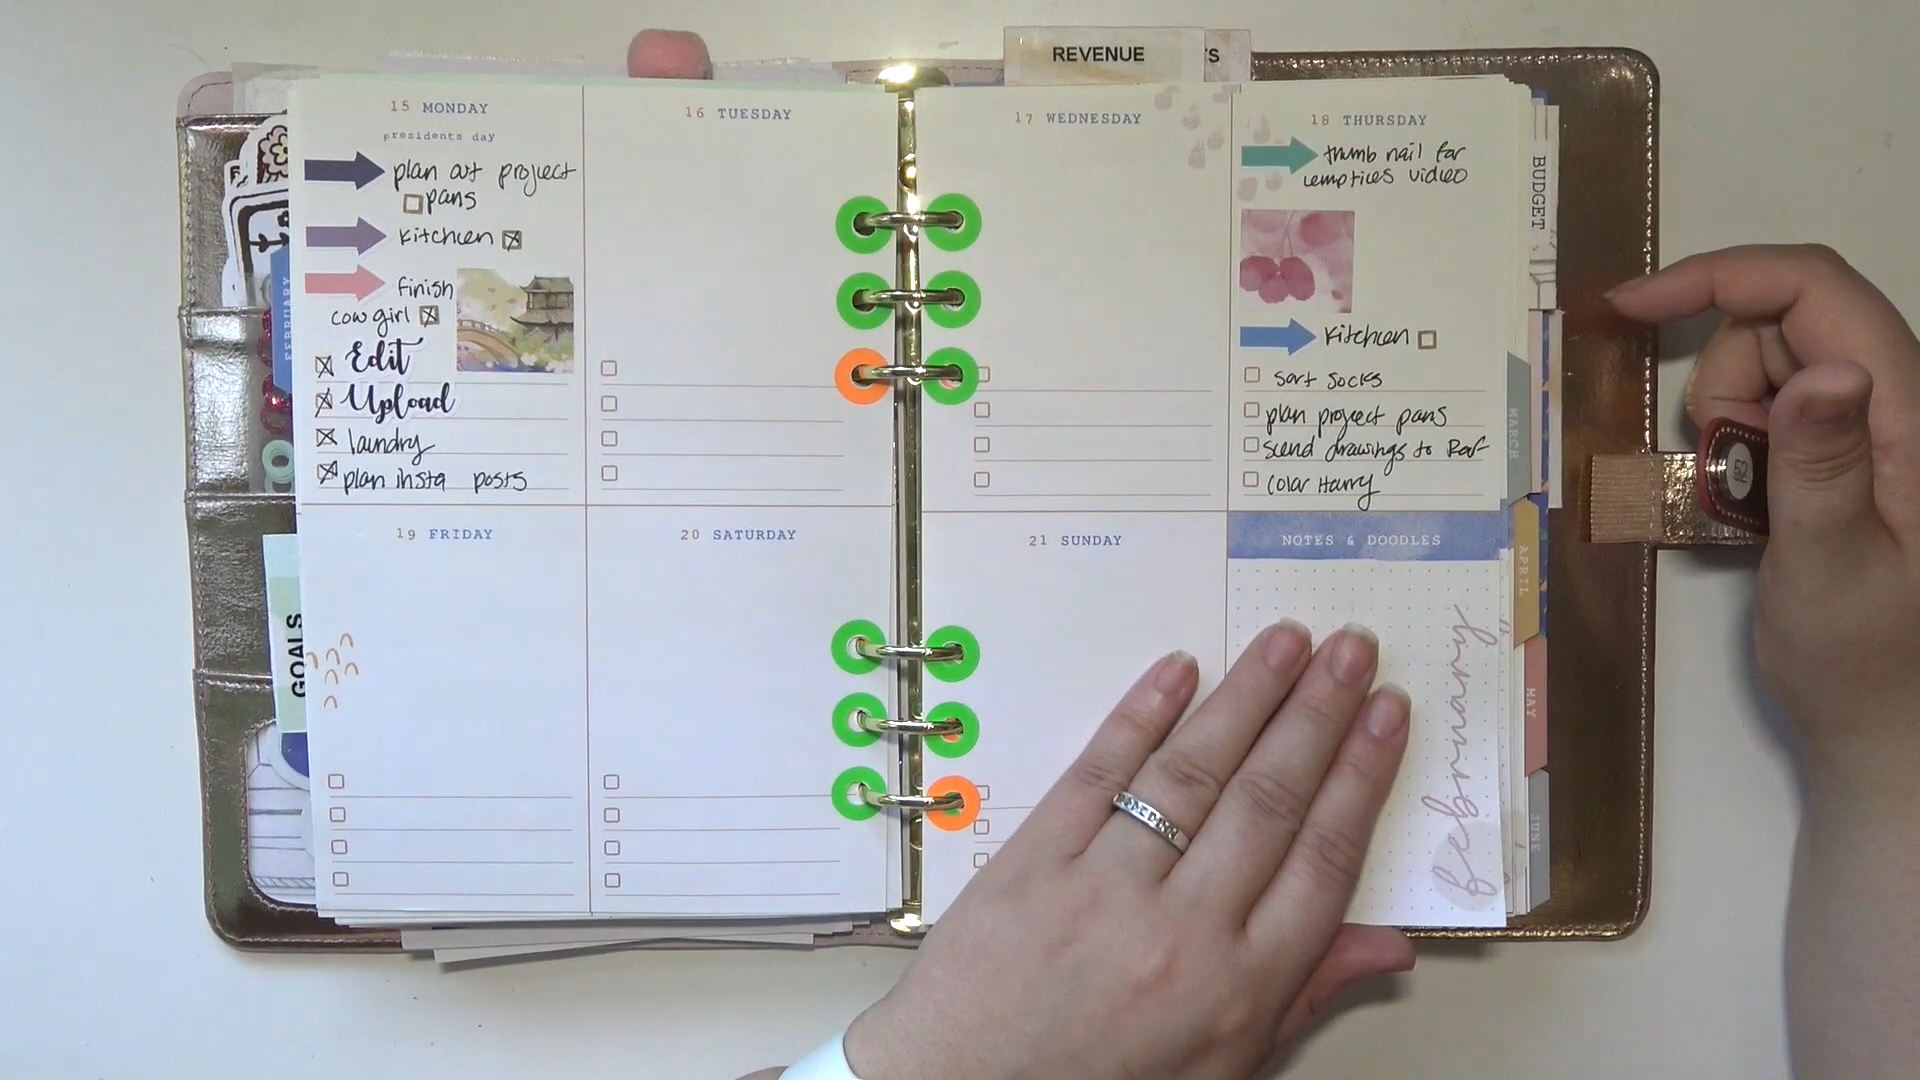 REVENUE
S
15 MONDAY
presidents day
plan art project
pans
kitchen
finish
cow girl
Edit
Upload
laundry
plan insta posts
16 TUESDAY
17 WEDNESDAY
18 THURSDAY
thumb nail for
video
kitchen
sort socks
plan project pans
send drawings to
color Harry
19 FRIDAY
20 SATURDAY
21 SUNDAY
NOTES & DOODLES
february
FEBRUARY
GOALS
BUDGET
MARCH
APRIL
MAY
JUNE
52